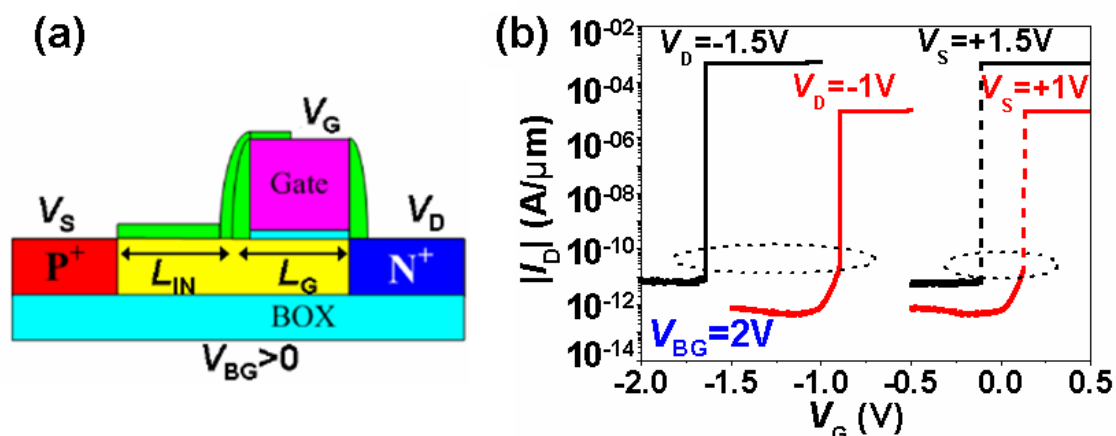 (a)
V_G
Gate
V_S
V_D
P⁺
L_IN
L_G
N⁺
BOX
V_BG>0
(b)
|I_D| (A/μm)
10⁻⁰²
10⁻⁰⁴
10⁻⁰⁶
10⁻⁰⁸
10⁻¹⁰
10⁻¹²
10⁻¹⁴
V_D=-1.5V
V_S=+1.5V
V_D=-1V
V_S=+1V
V_BG=2V
-2.0 -1.5 -1.0 -0.5 0.0 0.5
V_G (V)